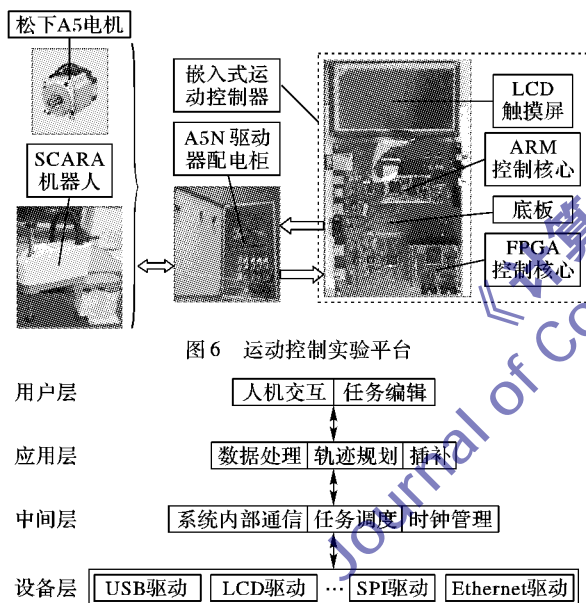 松下A5电机
SCARA
机器人
嵌入式运
动控制器
A5N 驱动
器配电柜
LCD
触摸屏
ARM
控制核心
底板
FPGA
控制核心
图6 运动控制实验平台
用户层
人机交互 任务编辑
应用层
数据处理 轨迹规划 插补
中间层
系统内部通信 任务调度 时钟管理
设备层
USB驱动 LCD驱动 … SPI驱动 Ethernet驱动
《计算
Journal of Co